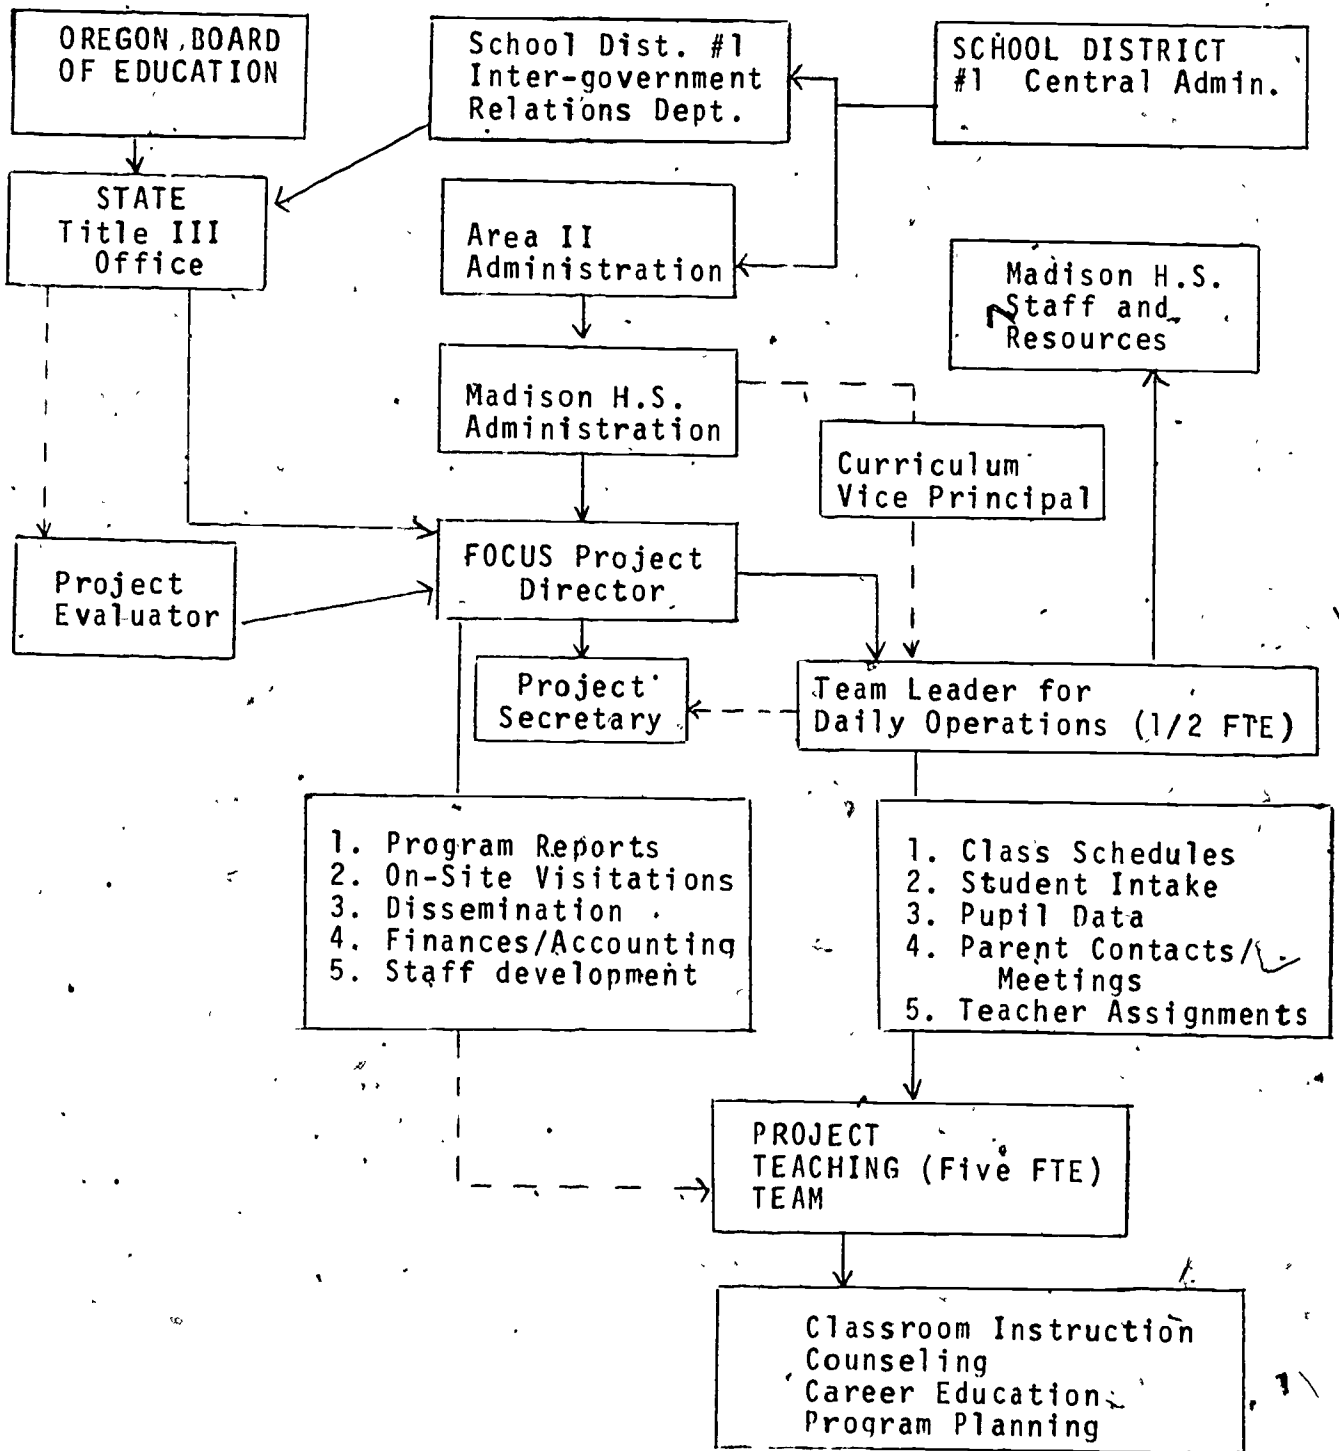 OREGON BOARD
OF EDUCATION
School Dist. #1
Inter-government
Relations Dept.
SCHOOL DISTRICT
#1 Central Admin.
STATE
Title III
Office
Area II
Administration
Madison H.S.
Staff and
Resources
Madison H.S.
Administration
Curriculum
Vice Principal
FOCUS Project
Director
Project
Evaluator
Project
Secretary
Team Leader for
Daily Operations (1/2 FTE)
1. Program Reports
2. On-Site Visitations
3. Dissemination
4. Finances/Accounting
5. Staff development
1. Class Schedules
2. Student Intake
3. Pupil Data
4. Parent Contacts/
Meetings
5. Teacher Assignments
PROJECT
TEACHING (Five FTE)
TEAM
Classroom Instruction
Counseling
Career Education
Program Planning